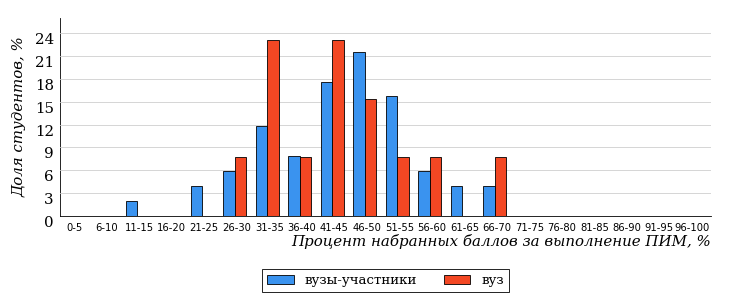 Доля студентов, %
24
21
18
15
12
9
6
3
0
0-5 6-10 11-15 16-20 21-25 26-30 31-35 36-40 41-45 46-50 51-55 56-60 61-65 66-70 71-75 76-80 81-85 86-90 91-95 96-100
Процент набранных баллов за выполнение ПИМ, %
вузы-участники вуз